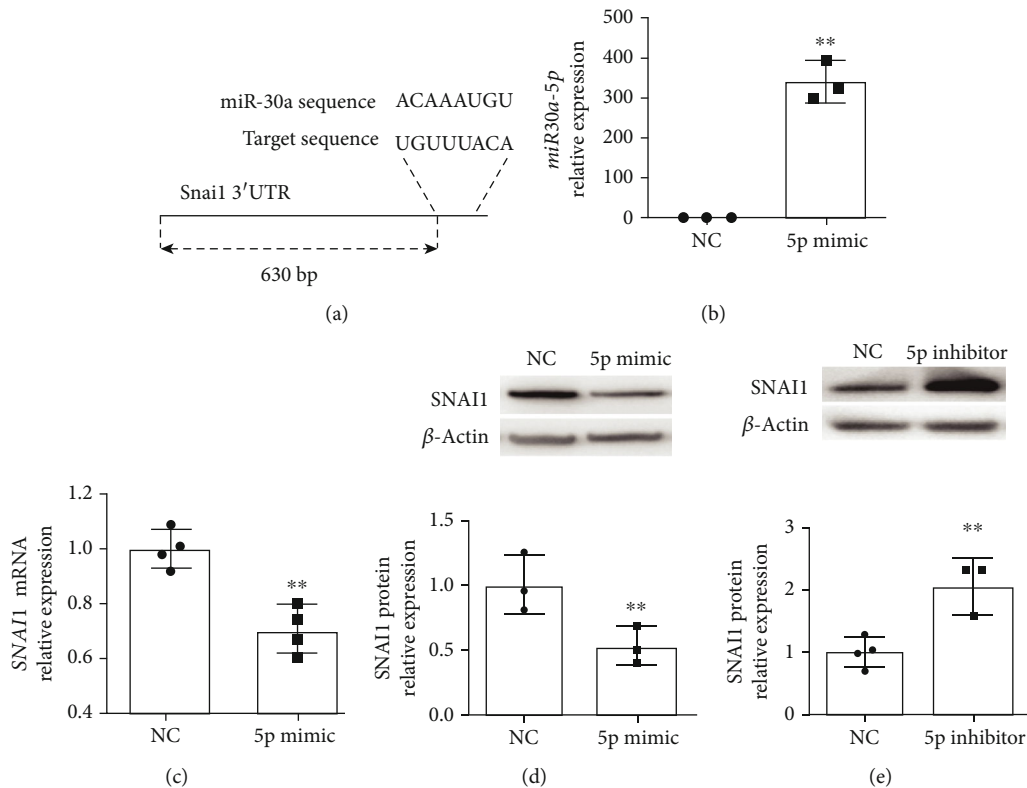 miR-30a sequence ACAAAUGU
Target sequence UGUUUACA
Snai1 3′UTR
630 bp
(a)
miR30a-5p
relative expression
500
400
300
200
100
0
**
NC 5p mimic
(b)
SNAI1 mRNA
relative expression
1.2
1.0
0.8
0.6
0.4
**
NC 5p mimic
(c)
NC 5p mimic
SNAI1
β-Actin
SNAI1 protein
relative expression
1.5
1.0
0.5
0.0
**
NC 5p mimic
(d)
NC 5p inhibitor
SNAI1
β-Actin
SNAI1 protein
relative expression
3
2
1
0
**
NC 5p inhibitor
(e)